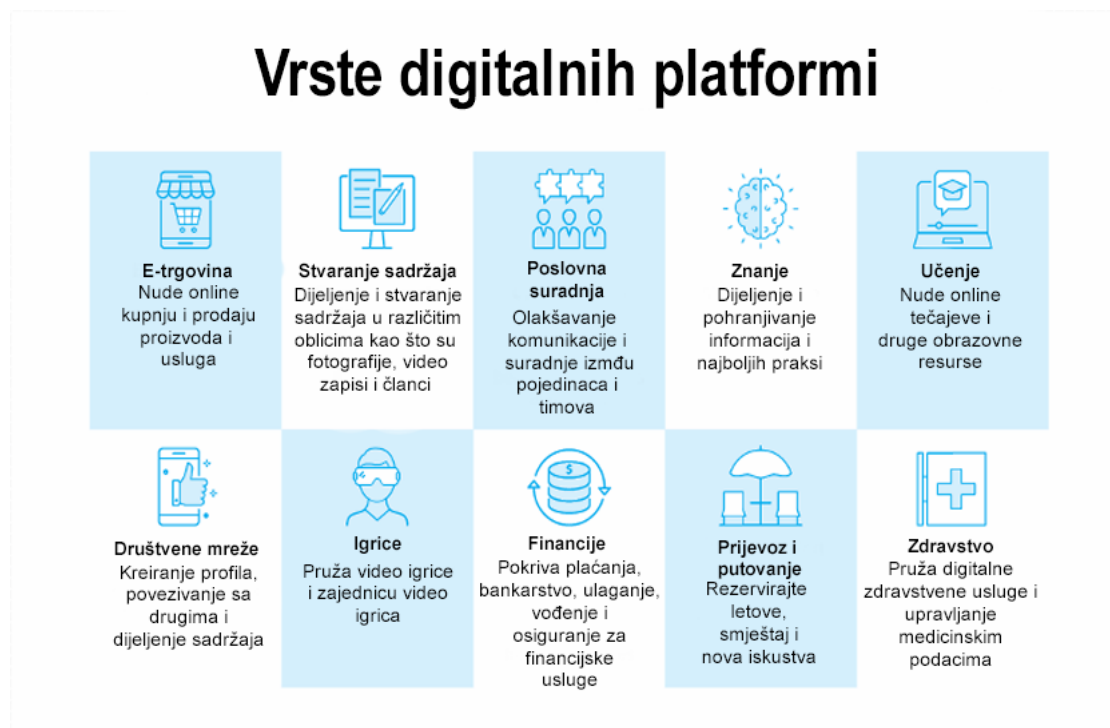 Vrste digitalnih platformi
E-trgovina
Nude online
kupnju i prodaju
proizvoda i
usluga
Stvaranje sadržaja
Dijeljenje i stvaranje
sadržaja u različitim
oblicima kao što su
fotografije, video
zapisi i članci
Poslovna
suradnja
Olakšavanje
komunikacije i
suradnje izmđu
pojedinaca i
timova
Znanje
Dijeljenje i
pohranjivanje
informacija i
najboljih praksi
Učenje
Nude online
tečajeve i
druge obrazovne
resurse
Društvene mreže
Kreiranje profila,
povezivanje sa
drugima i
dijeljenje sadržaja
Igrice
Pruža video igrice
i zajednicu video
igrica
$
Financije
Pokriva plaćanja,
bankarstvo, ulaganje,
vođenje i
osiguranje za
financijske
usluge
Prijevoz i
putovanje
Rezervirajte
letove,
smještaj i
nova iskustva
Zdravstvo
Pruža digitalne
zdravstvene usluge i
upravljanje
medicinskim
podacima